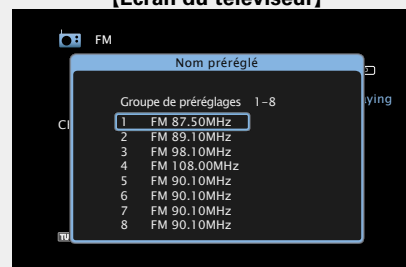 【Écran du téléviseur】
FM
Nom préréglé
Groupe de préréglages 1-8
1 FM 87.50MHz
2 FM 89.10MHz
3 FM 98.10MHz
4 FM 108.00MHz
5 FM 90.10MHz
6 FM 90.10MHz
7 FM 90.10MHz
8 FM 90.10MHz